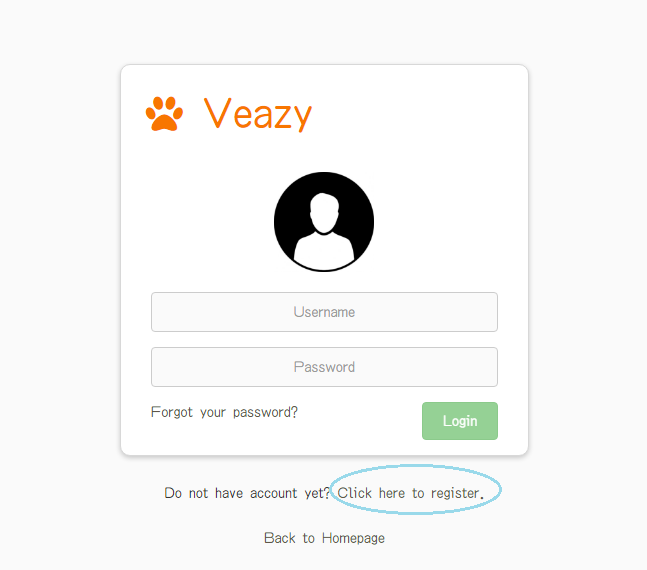 Veazy
Username
Password
Forgot your password?
Login
Do not have account yet? Click here to register.
Back to Homepage